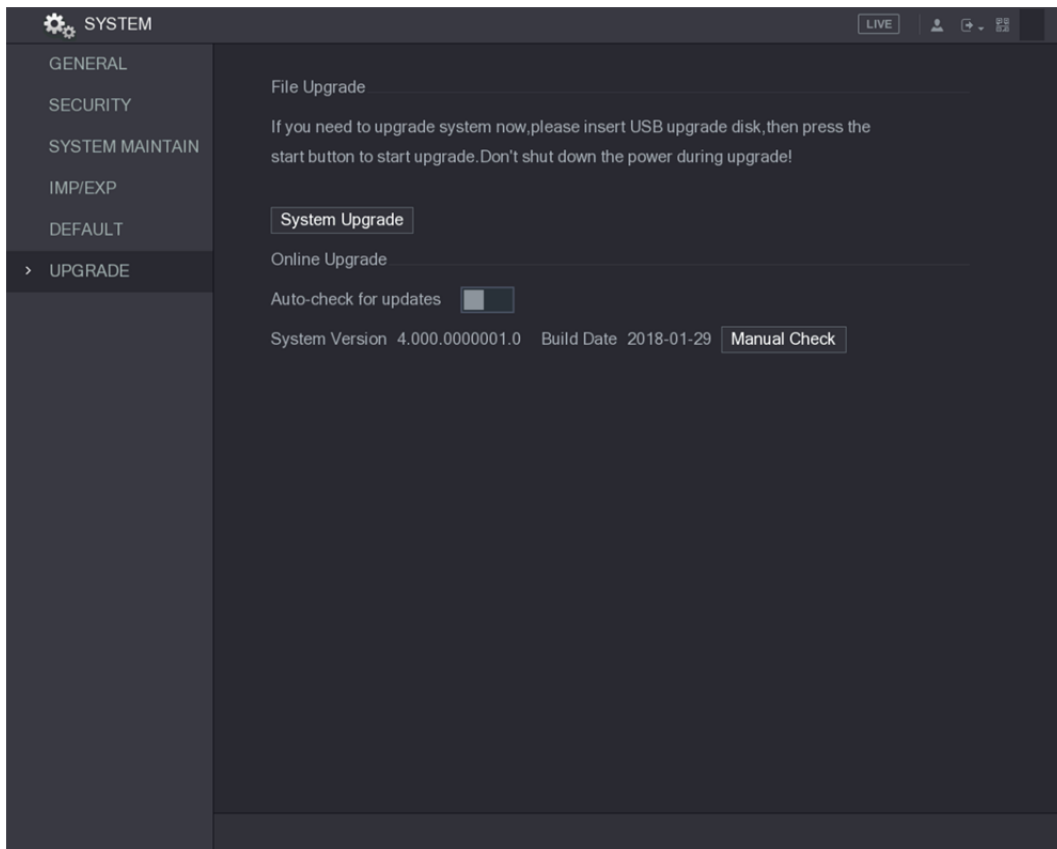 SYSTEM
LIVE
GENERAL
SECURITY
SYSTEM MAINTAIN
IMP/EXP
DEFAULT
UPGRADE
File Upgrade
If you need to upgrade system now,please insert USB upgrade disk,then press the
start button to start upgrade.Don't shut down the power during upgrade!
System Upgrade
Online Upgrade
Auto-check for updates
System Version 4.000.0000001.0 Build Date 2018-01-29 Manual Check